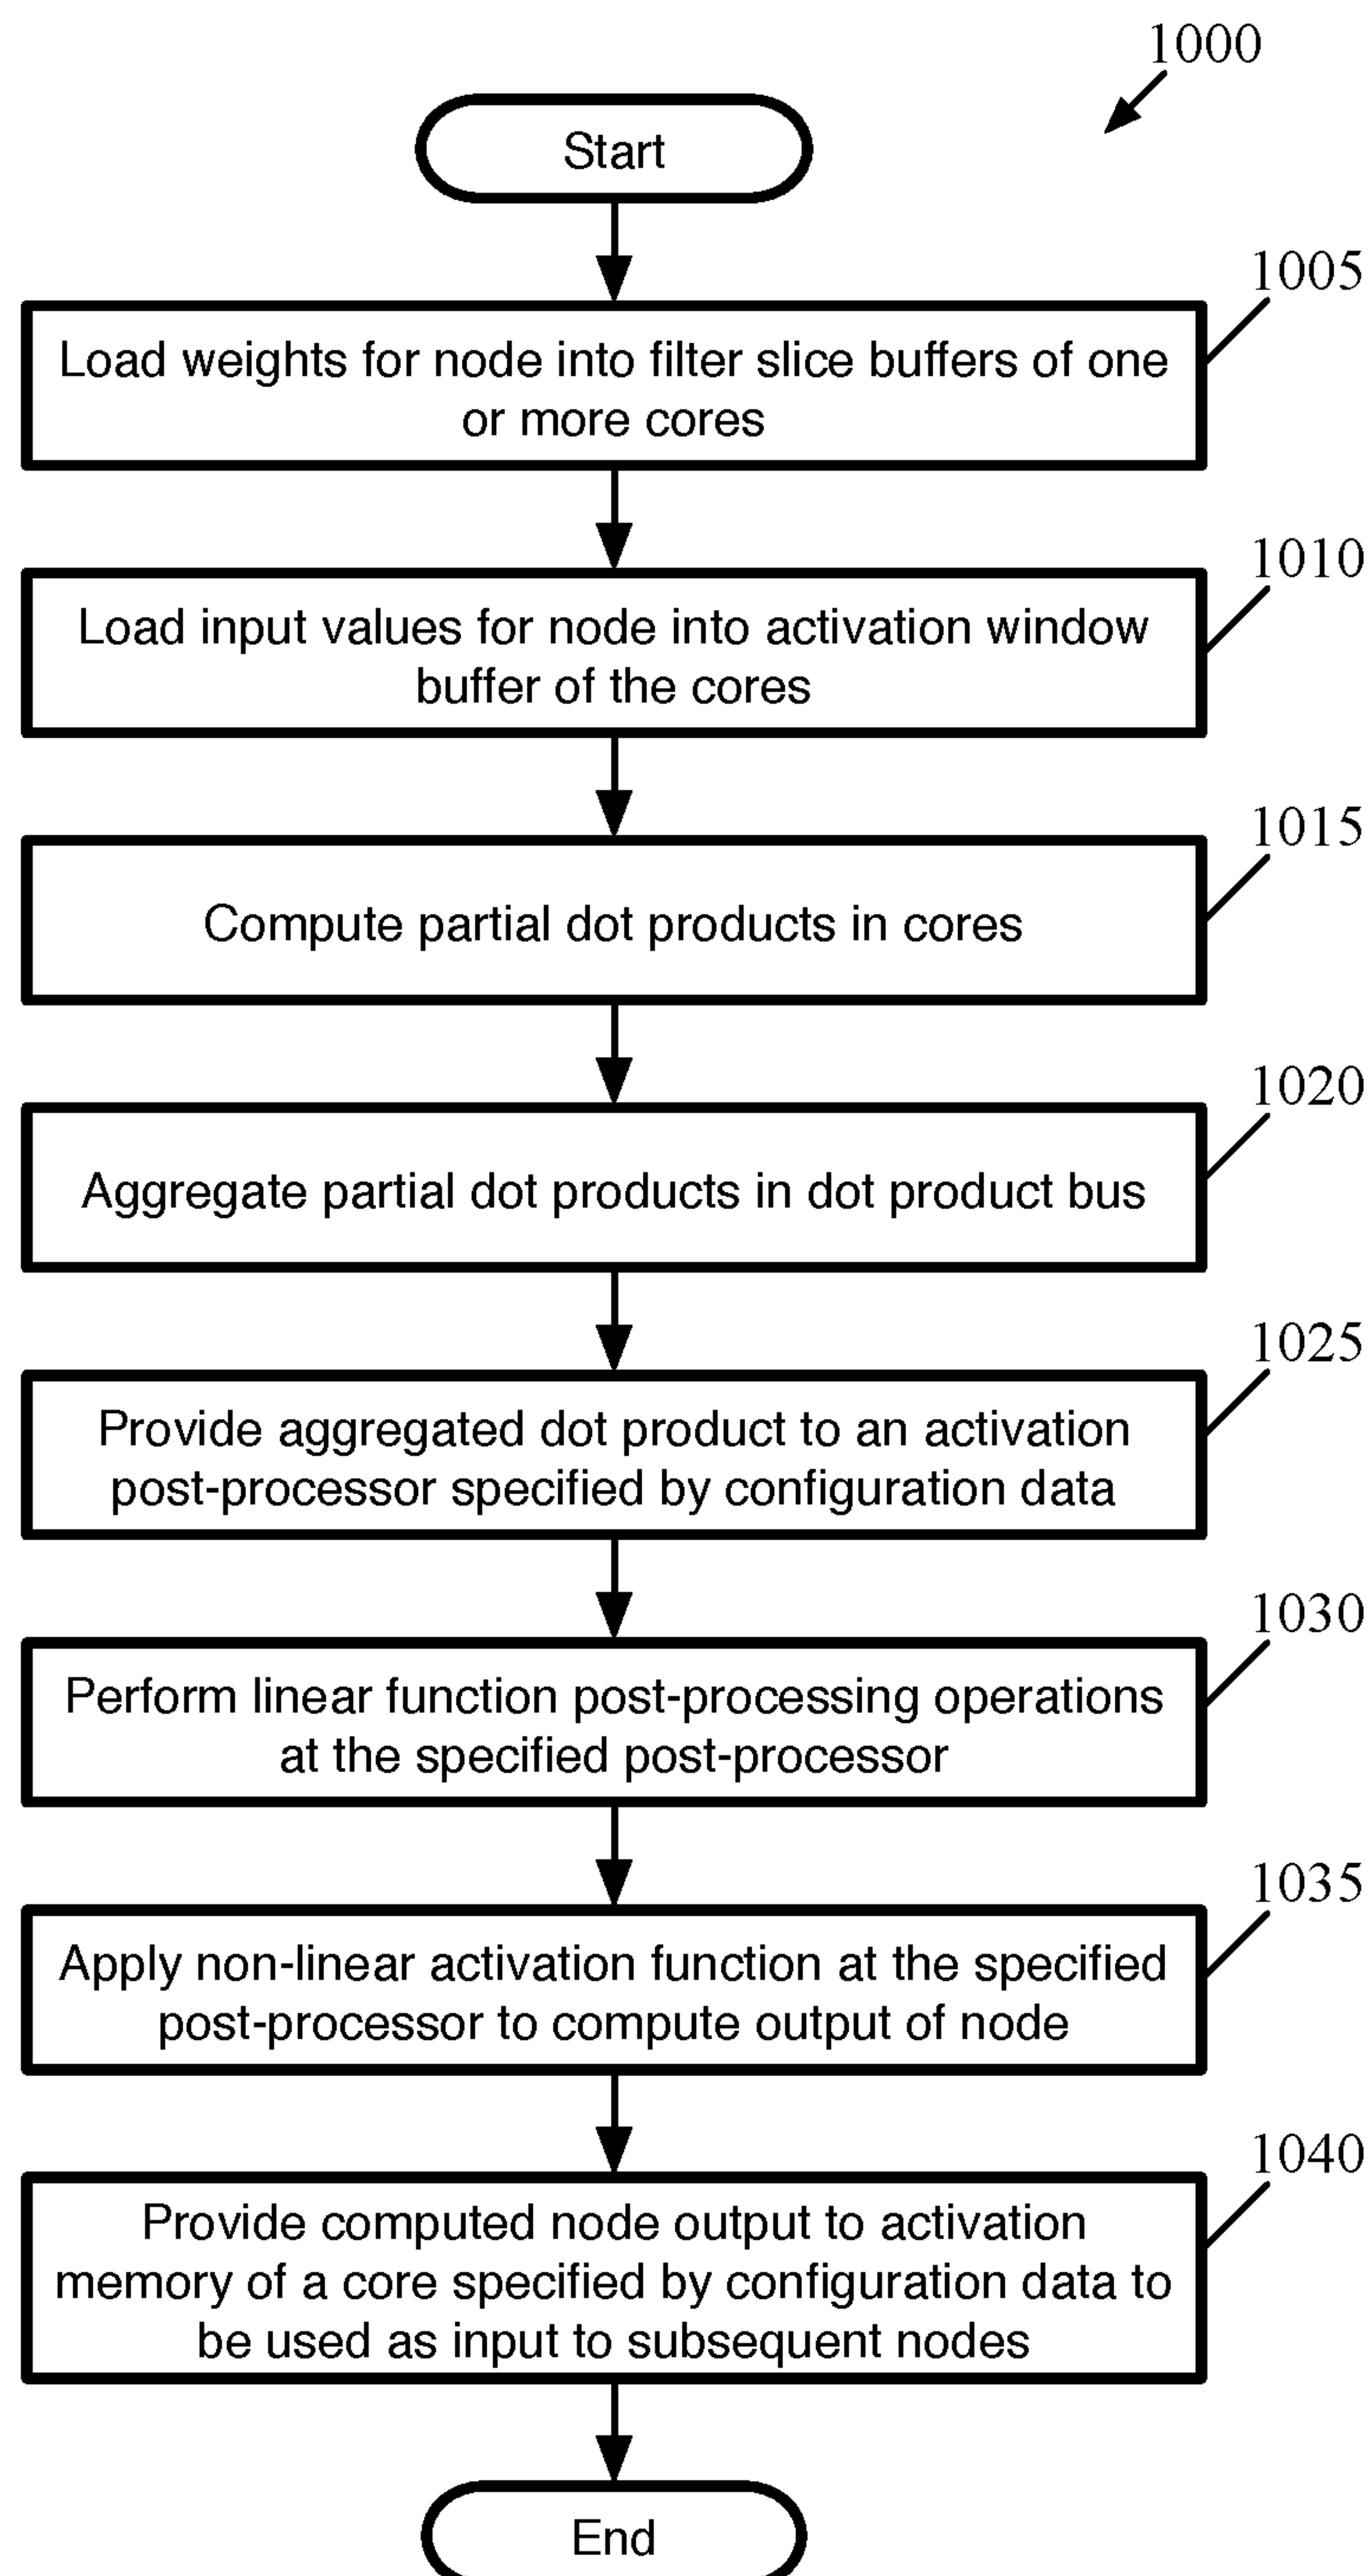 1000
Start
1005
Load weights for node into filter slice buffers of one
or more cores
1010
Load input values for node into activation window
buffer of the cores
1015
Compute partial dot products in cores
1020
Aggregate partial dot products in dot product bus
1025
Provide aggregated dot product to an activation
post-processor specified by configuration data
1030
Perform linear function post-processing operations
at the specified post-processor
1035
Apply non-linear activation function at the specified
post-processor to compute output of node
1040
Provide computed node output to activation
memory of a core specified by configuration data to
be used as input to subsequent nodes
End